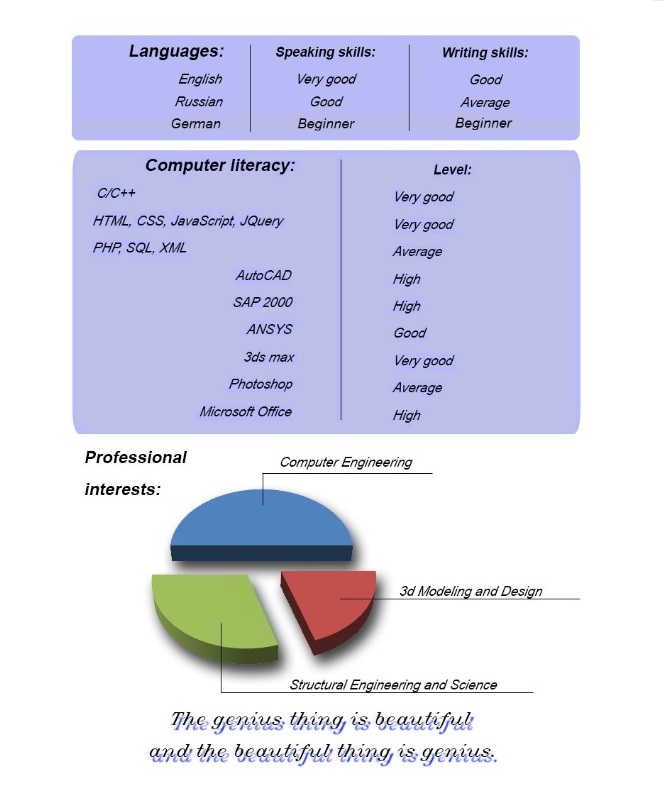 Languages: Speaking skills: Writing skills:
English Very good Good
Russian Good Average
German Beginner Beginner
Computer literacy: Level:
C/C++ Very good
HTML, CSS, JavaScript, JQuery Very good
PHP, SQL, XML Average
AutoCAD High
SAP 2000 High
ANSYS Good
3ds max Very good
Photoshop Average
Microsoft Office High
Professional
interests:
Computer Engineering
3d Modeling and Design
Structural Engineering and Science
The genius thing is beautiful
and the beautiful thing is genius.